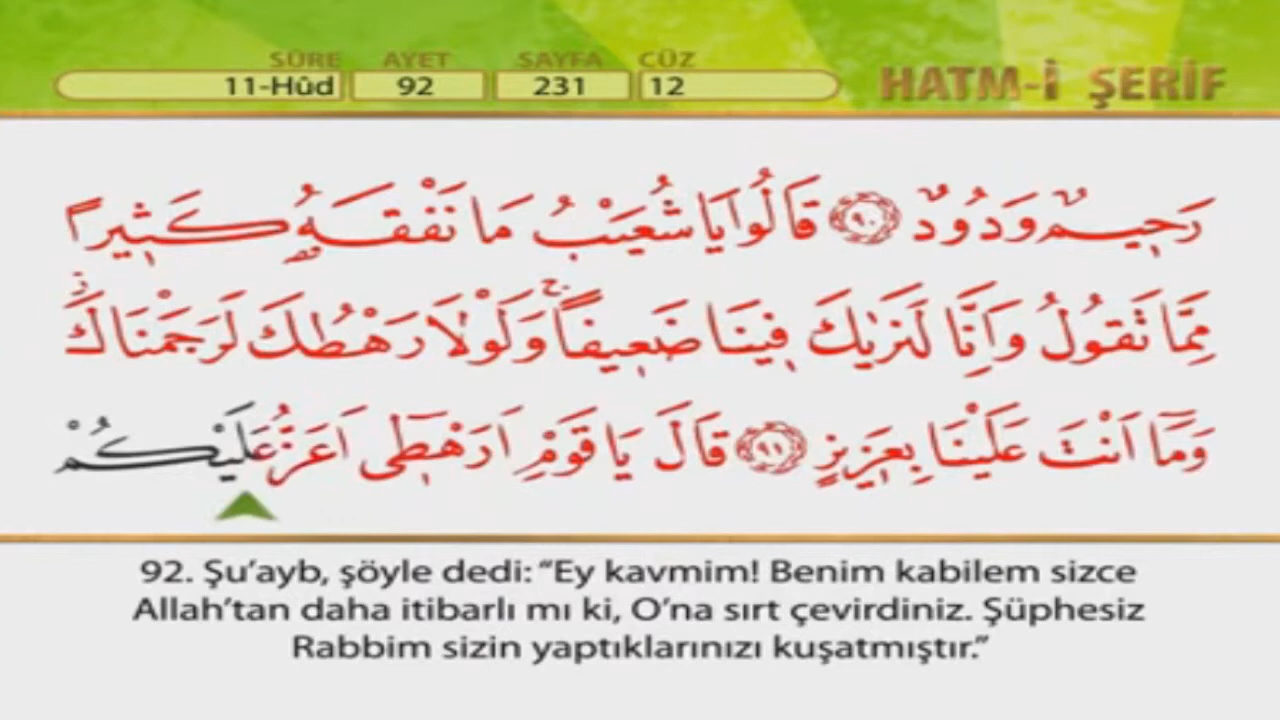 SÛRE AYET SAYFA CÜZ
11-Hûd 92 231 12
HATM-İ ŞERİF
رَح۪يمٌ وَدُودٌ ﴿٩٠﴾ قَالُوا يَا شُعَيْبُ مَا نَفْقَهُ كَث۪يرًا
مِمَّا تَقُولُ وَاِنَّا لَنَرٰيكَ ف۪ينَا ضَع۪يفًاۚ وَلَوْلَا رَهْطُكَ لَرَجَمْنَاكَۘ
وَمَٓا اَنْتَ عَلَيْنَا بِعَز۪يزٍ ﴿٩١﴾ قَالَ يَا قَوْمِ اَرَهْط۪ٓي اَعَزُّ عَلَيْكُمْ
92. Şu’ayb, şöyle dedi: “Ey kavmim! Benim kabilem sizce
Allah’tan daha itibarlı mı ki, O’na sırt çevirdiniz. Şüphesiz
Rabbim sizin yaptıklarınızı kuşatmıştır.”